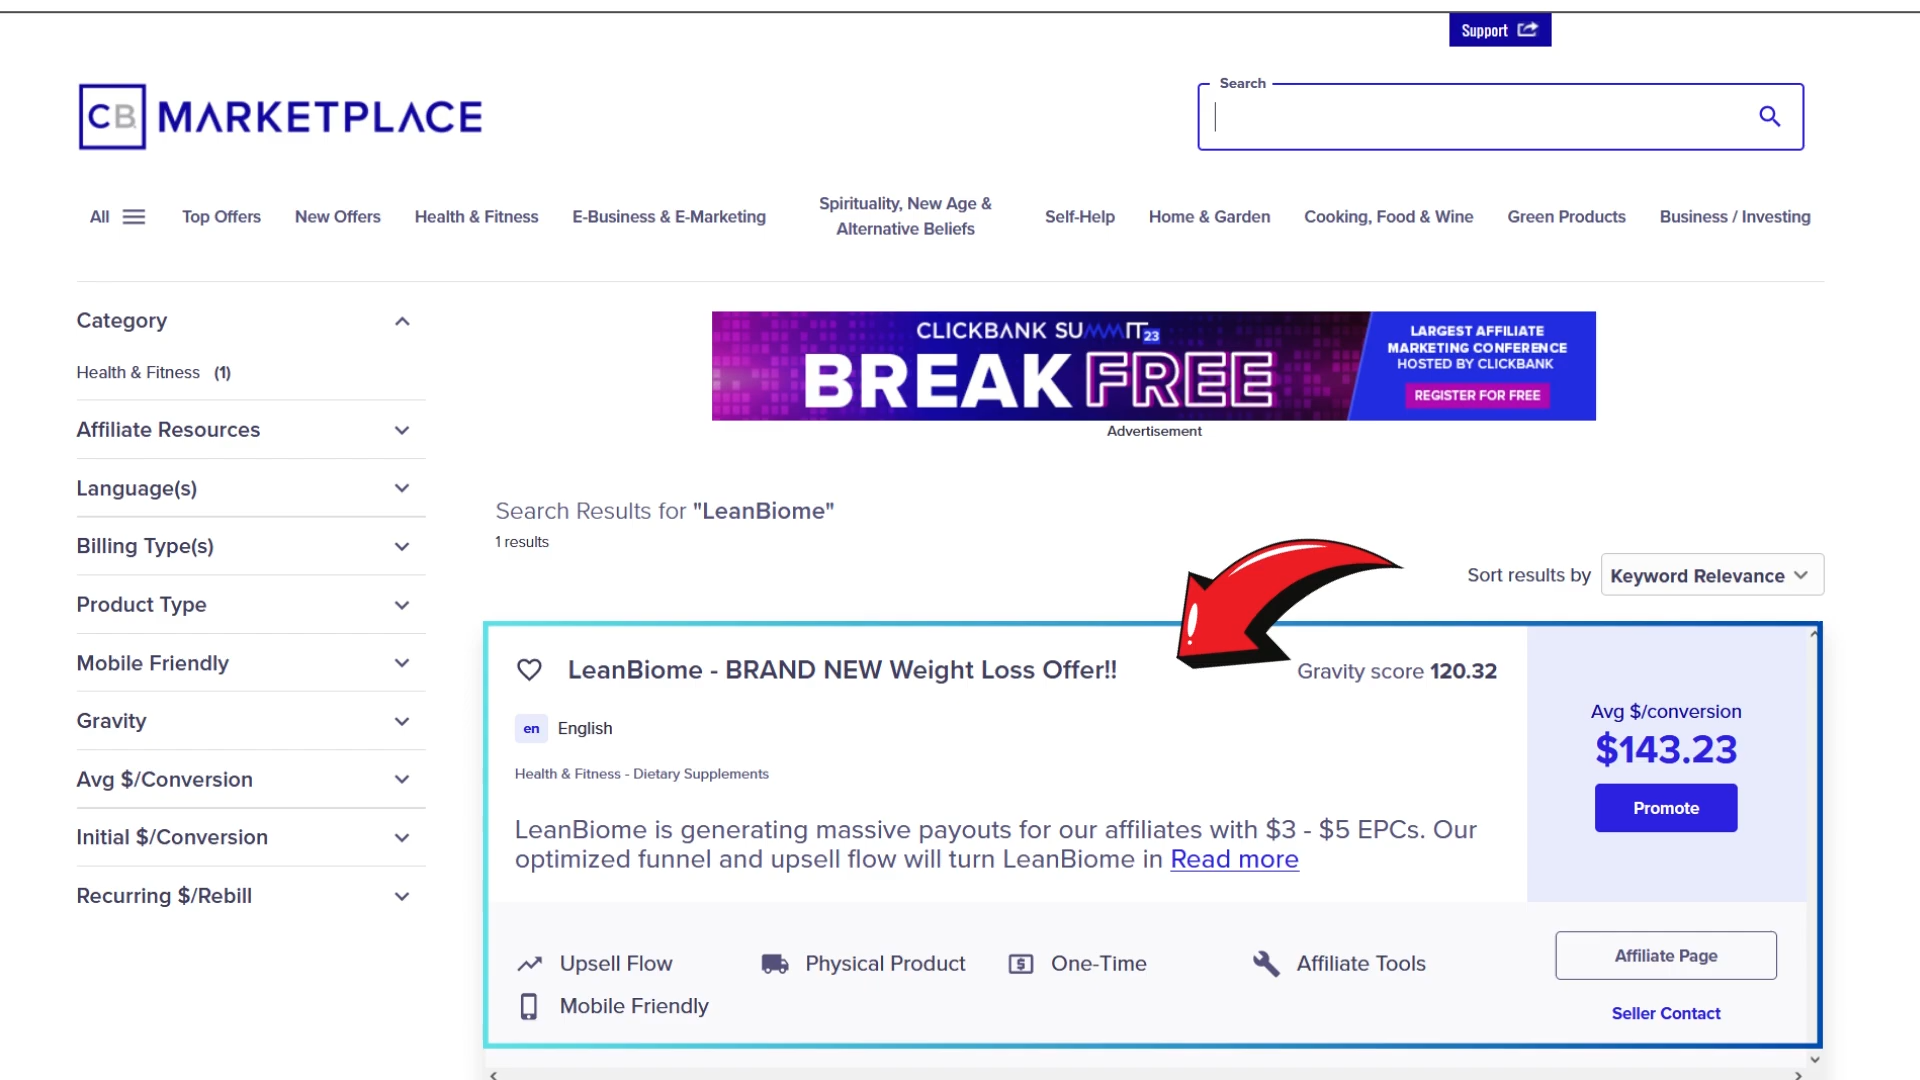 Support
CB MARKETPLACE
Search
All
Top Offers
New Offers
Health & Fitness
E-Business & E-Marketing
Spirituality, New Age &
Alternative Beliefs
Self-Help
Home & Garden
Cooking, Food & Wine
Green Products
Business / Investing
Category
Health & Fitness (1)
Affiliate Resources
Language(s)
Billing Type(s)
Product Type
Mobile Friendly
Gravity
Avg $/Conversion
Initial $/Conversion
Recurring $/Rebill
CLICKBANK SUMMIT 23
BREAK FREE
LARGEST AFFILIATE
MARKETING CONFERENCE
HOSTED BY CLICKBANK
REGISTER FOR FREE
Advertisement
Search Results for "LeanBiome"
1 results
Sort results by Keyword Relevance
LeanBiome - BRAND NEW Weight Loss Offer!!
Gravity score 120.32
en English
Health & Fitness - Dietary Supplements
LeanBiome is generating massive payouts for our affiliates with $3 - $5 EPCs. Our
optimized funnel and upsell flow will turn LeanBiome in Read more
Avg $/conversion
$143.23
Promote
Upsell Flow
Physical Product
One-Time
Affiliate Tools
Mobile Friendly
Affiliate Page
Seller Contact